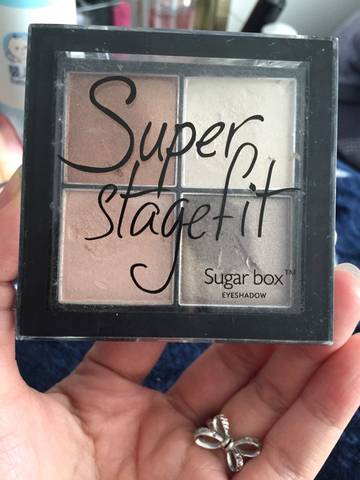 Super
stagefit
Sugar box™
EYESHADOW